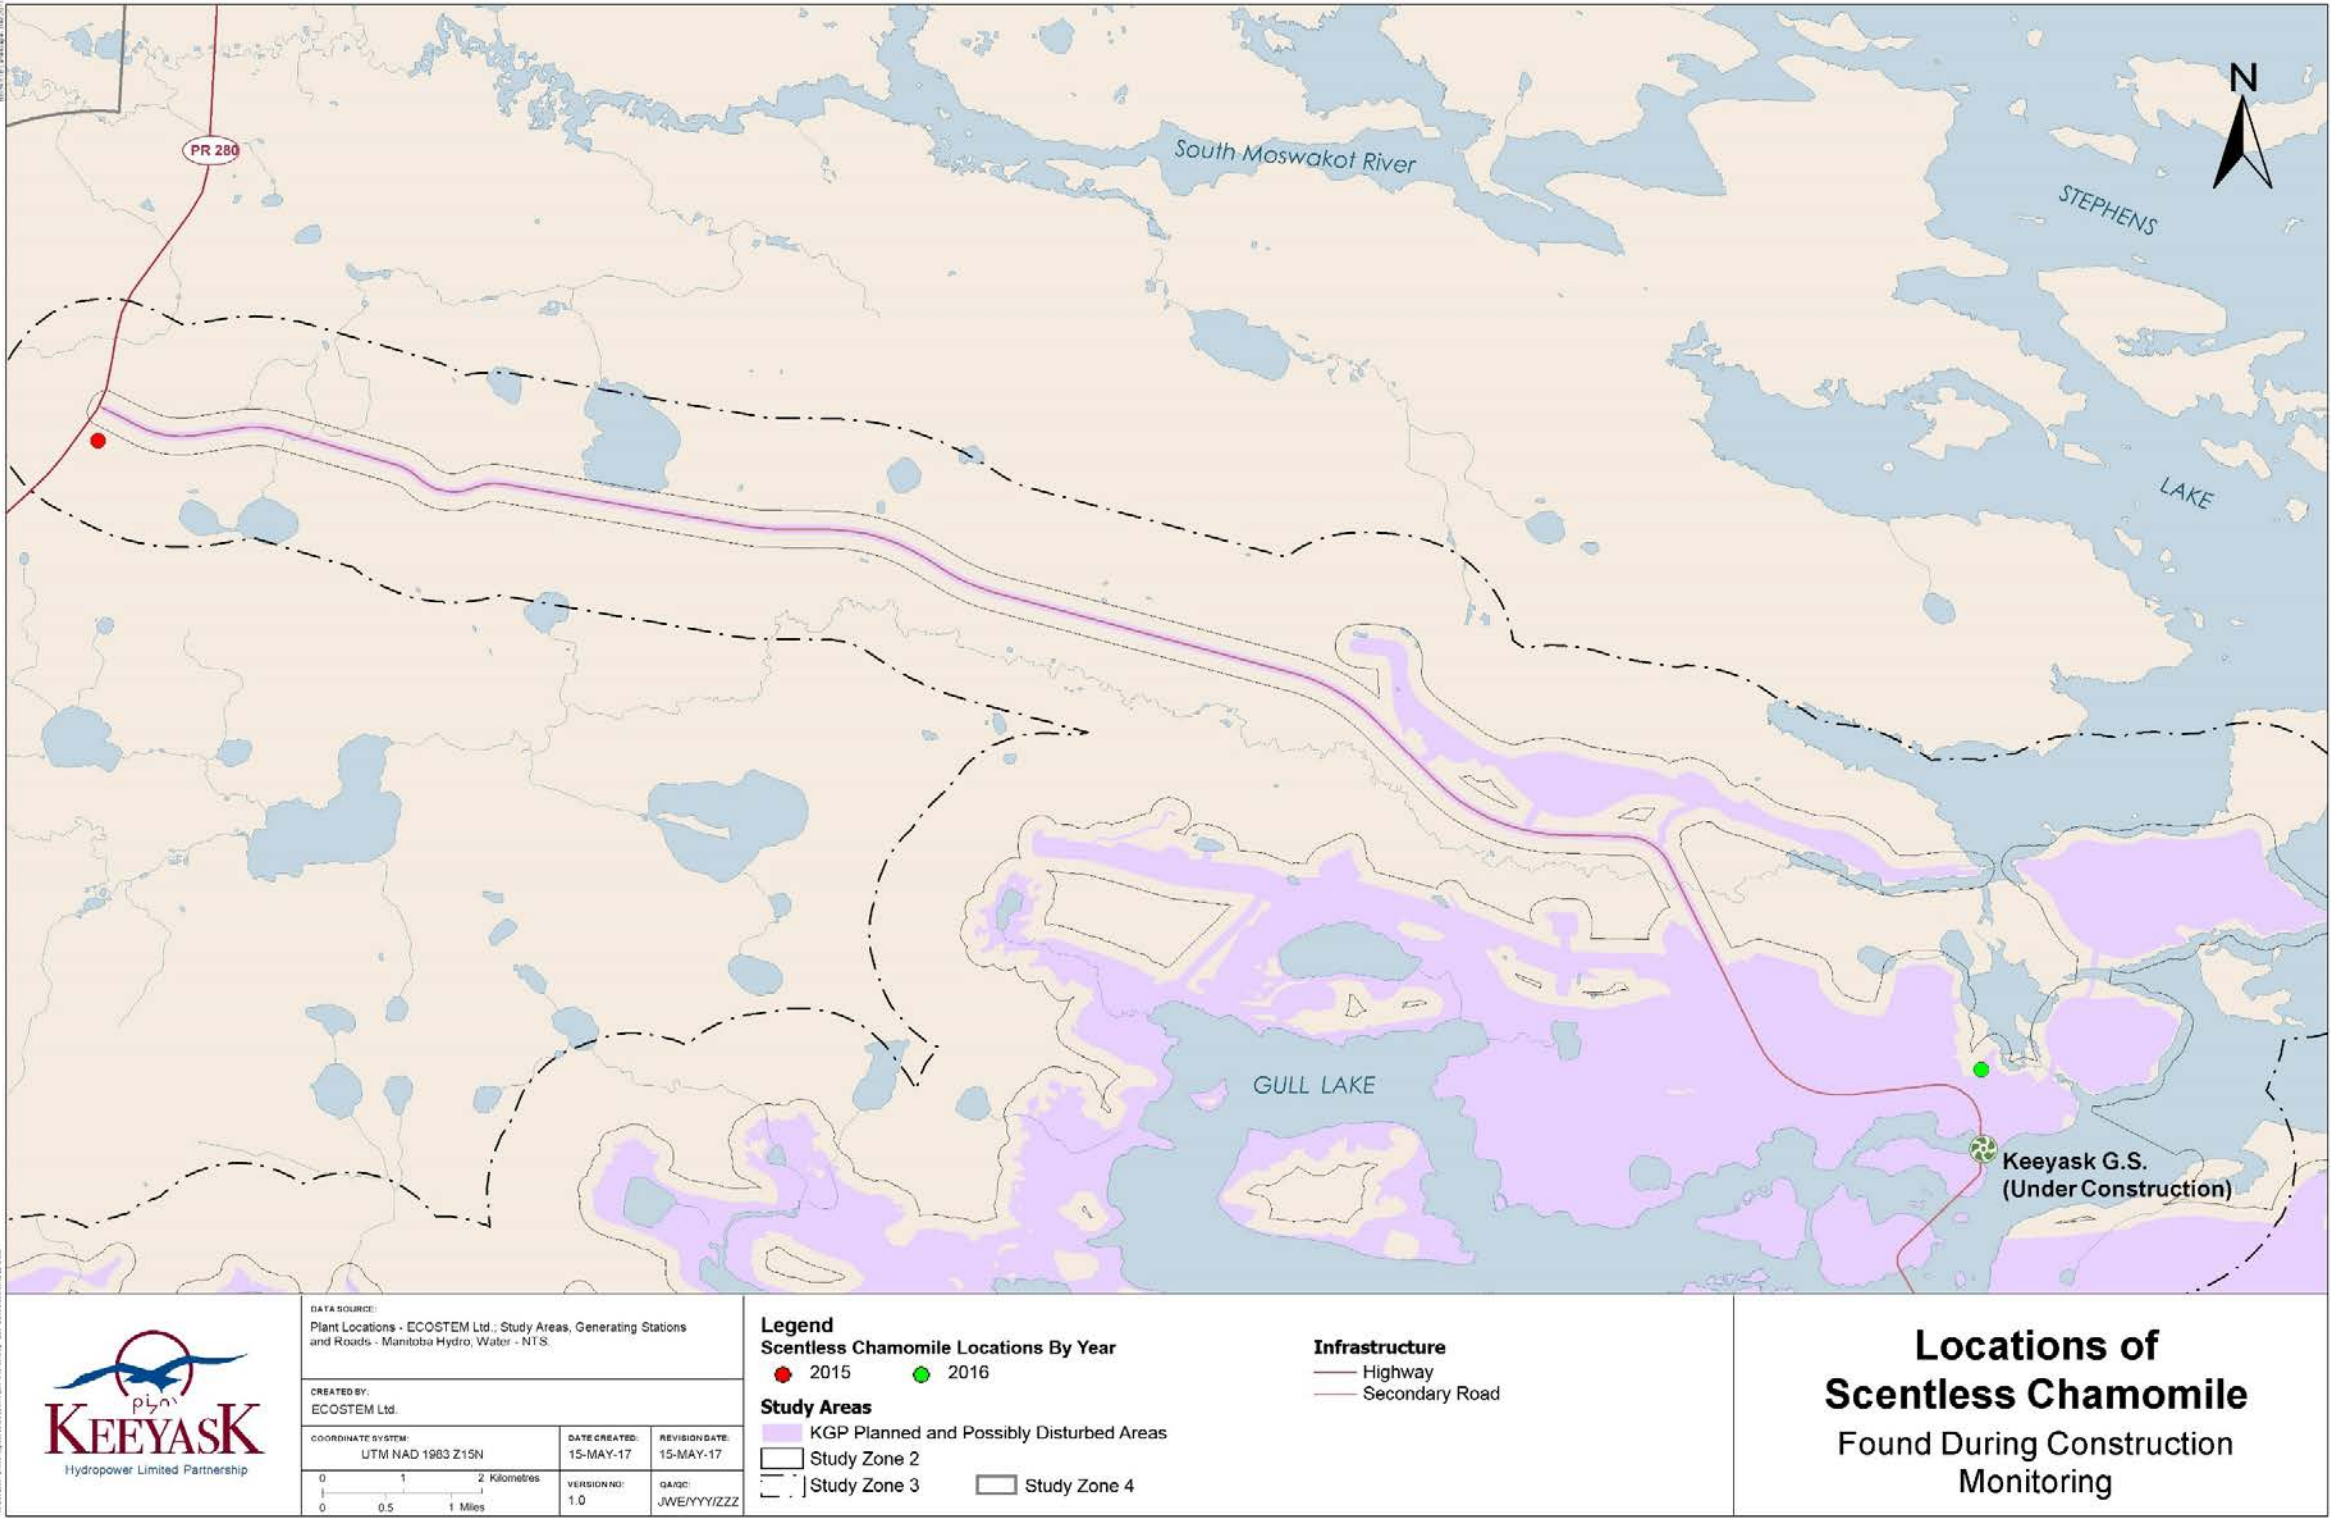 PR 280
South Moswakot River
N
STEPHENS
LAKE
GULL LAKE
Keeyask G.S.
(Under Construction)
KEEYASK
Hydropower Limited Partnership
DATA SOURCE:
Plant Locations - ECOSTEM Ltd.; Study Areas, Generating Stations
and Roads - Manitoba Hydro; Water - NTS.
CREATED BY:
ECOSTEM Ltd.
COORDINATE SYSTEM:
UTM NAD 1983 Z15N
DATE CREATED:
15-MAY-17
REVISION DATE:
15-MAY-17
0 1 2 Kilometres
0 0.5 1 Miles
VERSION NO:
1.0
QA/QC:
JWE/YYY/ZZZ
Legend
Scentless Chamomile Locations By Year
2015 2016
Study Areas
KGP Planned and Possibly Disturbed Areas
Study Zone 2
Study Zone 3 Study Zone 4
Infrastructure
Highway
Secondary Road
Locations of
Scentless Chamomile
Found During Construction
Monitoring